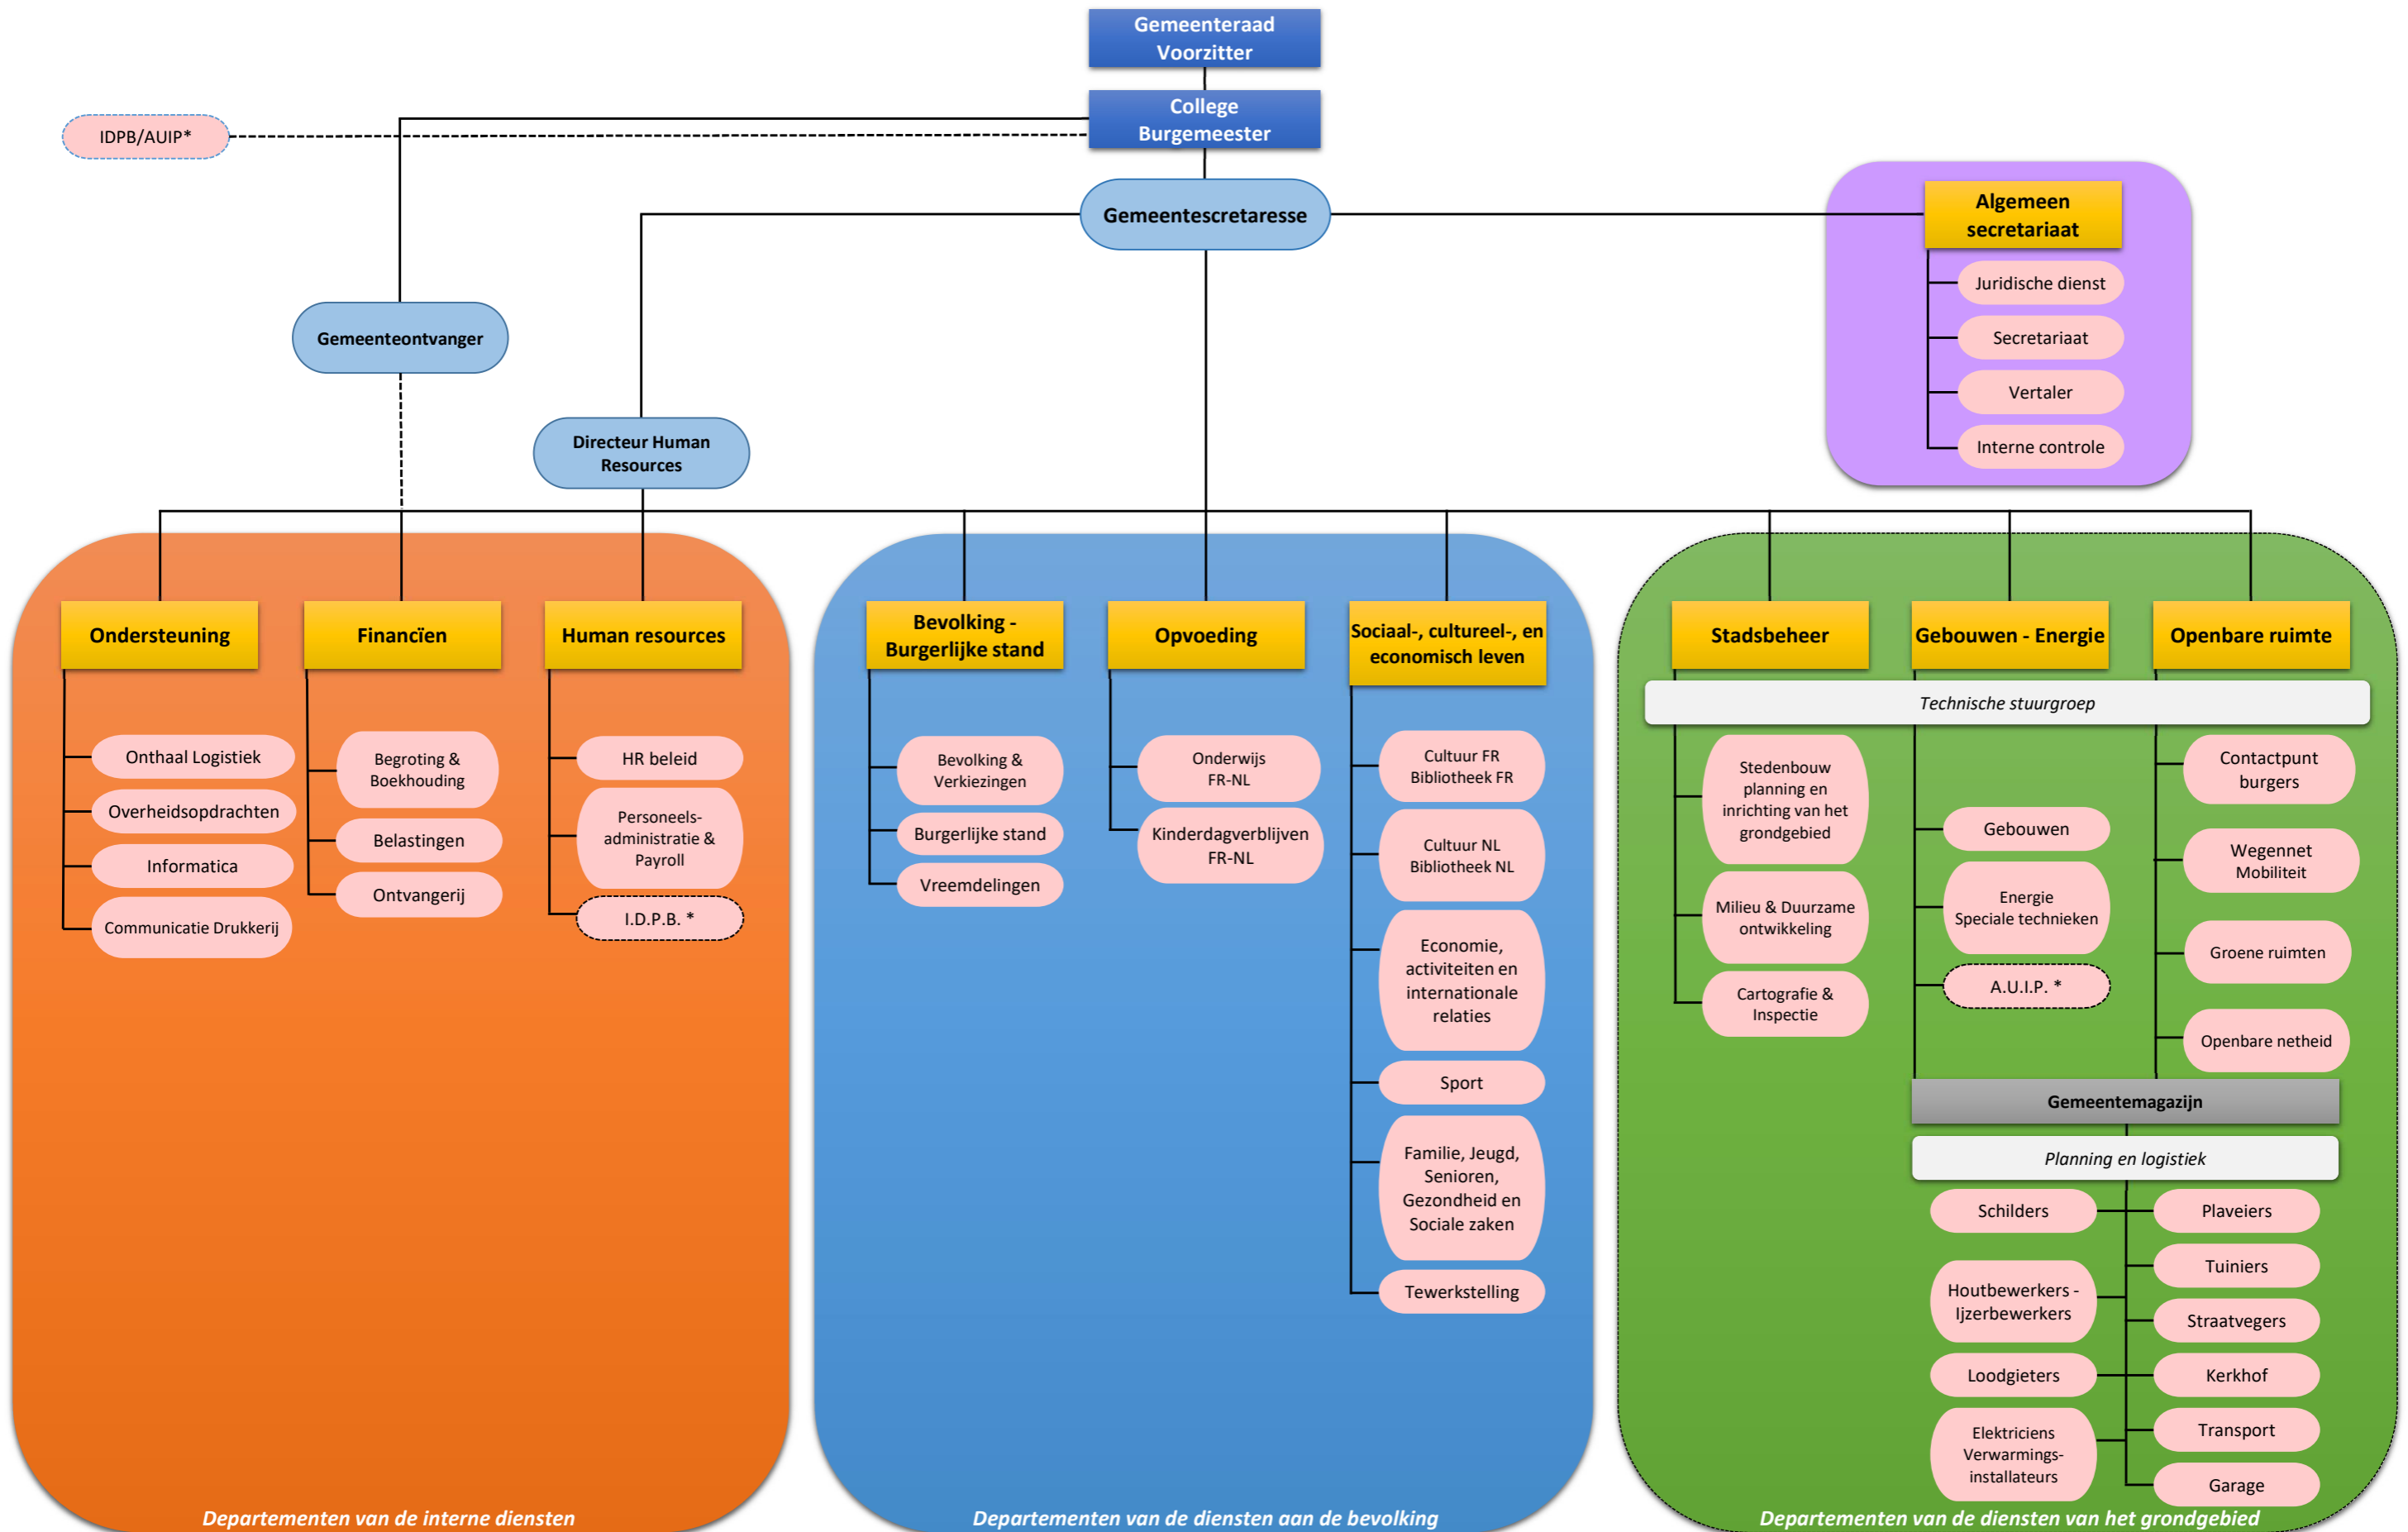 Gemeenteraad
Voorzitter
College
Burgemeester
IDPB/AUIP*
Gemeentescretaresse
Algemeen
secretariaat
Juridische dienst
Secretariaat
Vertaler
Interne controle
Gemeenteontvanger
Directeur Human
Resources
Ondersteuning
Onthaal Logistiek
Overheidsopdrachten
Informatica
Communicatie Drukkerij
Financïen
Begroting &
Boekhouding
Belastingen
Ontvangerij
Human resources
HR beleid
Personeels-
administratie &
Payroll
I.D.P.B. *
Departementen van de interne diensten
Bevolking -
Burgerlijke stand
Bevolking &
Verkiezingen
Burgerlijke stand
Vreemdelingen
Opvoeding
Onderwijs
FR-NL
Kinderdagverblijven
FR-NL
Sociaal-, cultureel-, en
economisch leven
Cultuur FR
Bibliotheek FR
Cultuur NL
Bibliotheek NL
Economie,
activiteiten en
internationale
relaties
Sport
Familie, Jeugd,
Senioren,
Gezondheid en
Sociale zaken
Tewerkstelling
Departementen van de diensten aan de bevolking
Stadsbeheer
Gebouwen - Energie
Openbare ruimte
Technische stuurgroep
Stedenbouw
planning en
inrichting van het
grondgebied
Milieu & Duurzame
ontwikkeling
Cartografie &
Inspectie
Gebouwen
Energie
Speciale technieken
A.U.I.P. *
Contactpunt
burgers
Wegennet
Mobiliteit
Groene ruimten
Openbare netheid
Gemeentemagazijn
Planning en logistiek
Schilders
Houtbewerkers -
Ijzerbewerkers
Loodgieters
Elektriciens
Verwarmings-
installateurs
Plaveiers
Tuiniers
Straatvegers
Kerkhof
Transport
Garage
Departementen van de diensten van het grondgebied